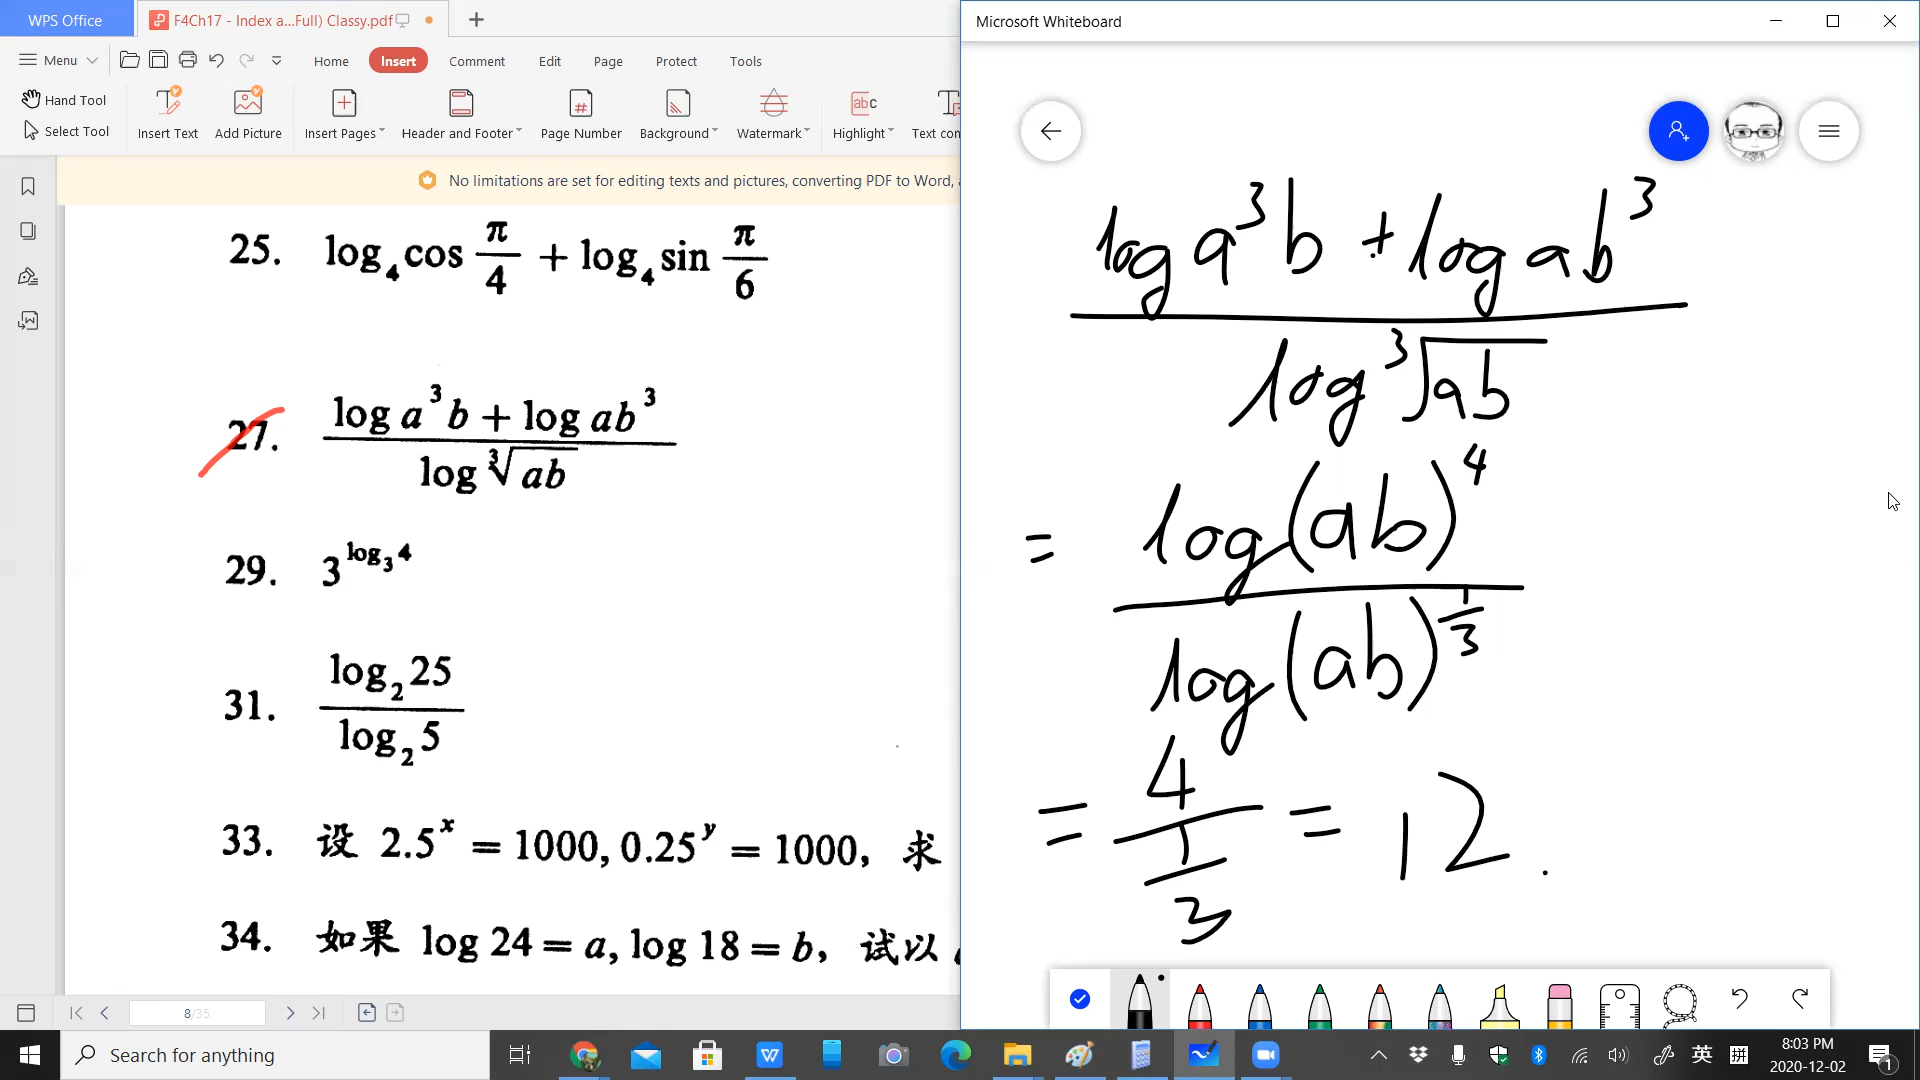 WPS Office
F4Ch17 - Index a...Full) Classy.pdf
Menu
Home Insert Comment Edit Page Protect Tools
Hand Tool
Select Tool
Insert Text Add Picture Insert Pages Header and Footer Page Number Background Watermark Highlight Text con
No limitations are set for editing texts and pictures, converting PDF to Word, a
25. log₄cos π/4 + log₄sin π/6
27. (log a³b + log ab³)/(log ∛ab)
29. 3^(log₃4)
31. (log₂25)/(log₂5)
33. 设 2.5ˣ = 1000, 0.25ʸ = 1000, 求
34. 如果 log 24 = a, log 18 = b, 试以
8/35
Microsoft Whiteboard
(log a³b + log ab³)/(log ∛ab)
= (log(ab)⁴)/(log(ab)^(1/3))
= 4/(1/3) = 12.
Search for anything
英
拼
8:03 PM
2020-12-02
1